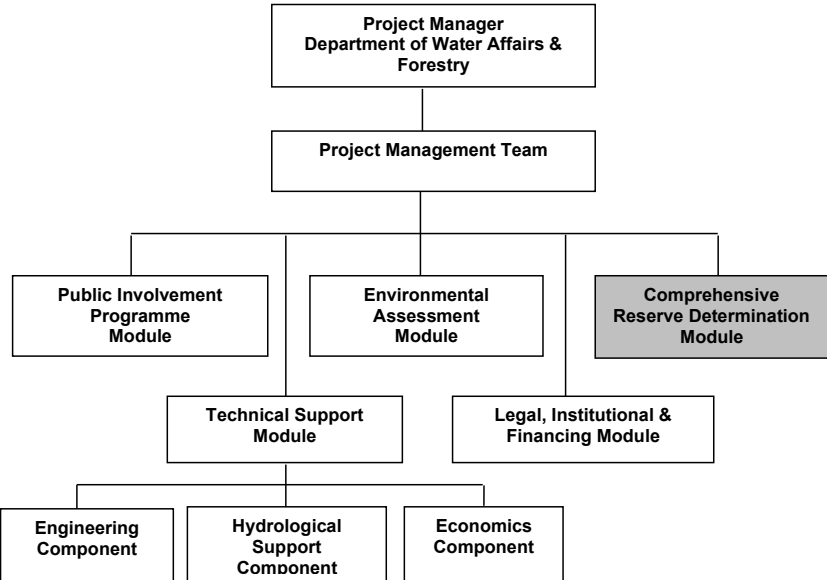 Project Manager
Department of Water Affairs &
Forestry
Project Management Team
Public Involvement
Programme
Module
Environmental
Assessment
Module
Comprehensive
Reserve Determination
Module
Technical Support
Module
Legal, Institutional &
Financing Module
Engineering
Component
Hydrological
Support
Component
Economics
Component